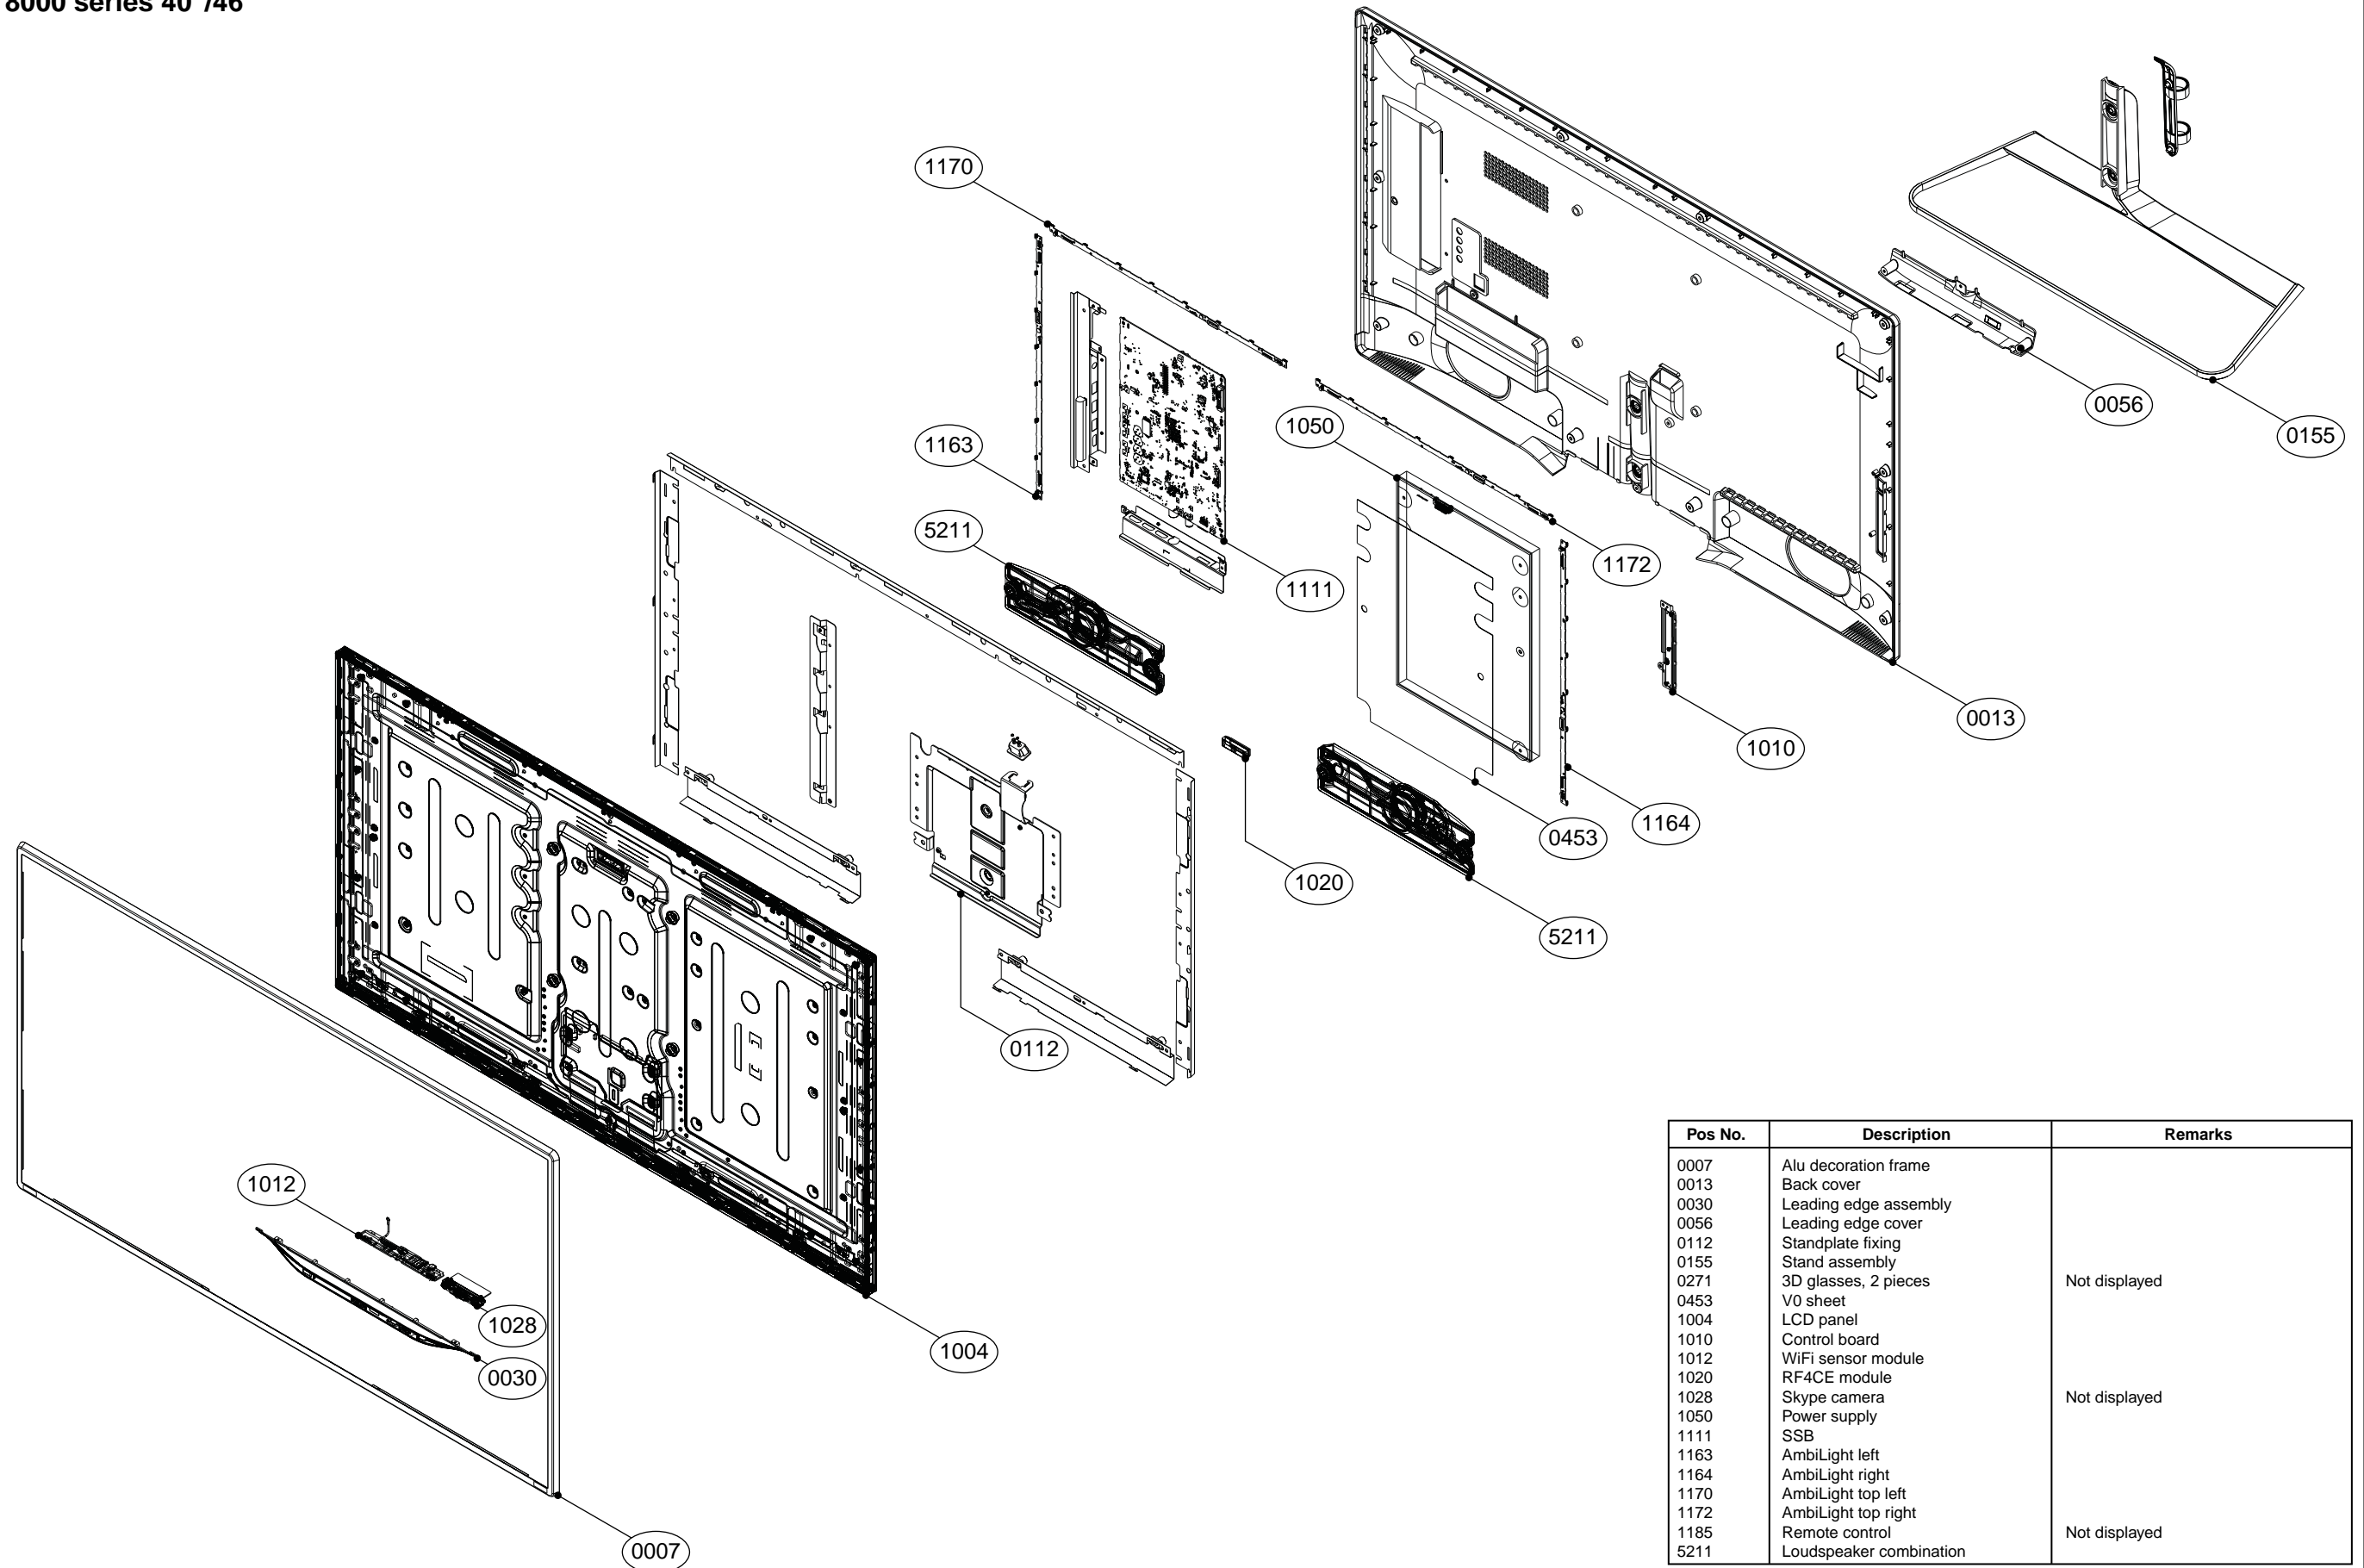 8000 series 40"/46"
1170
1163
5211
1111
1050
1172
0056
0155
0013
1010
1164
0453
1020
5211
0112
1004
1012
1028
0030
0007
Pos No. Description Remarks
0007 Alu decoration frame
0013 Back cover
0030 Leading edge assembly
0056 Leading edge cover
0112 Standplate fixing
0155 Stand assembly
0271 3D glasses, 2 pieces Not displayed
0453 V0 sheet
1004 LCD panel
1010 Control board
1012 WiFi sensor module
1020 RF4CE module
1028 Skype camera Not displayed
1050 Power supply
1111 SSB
1163 AmbiLight left
1164 AmbiLight right
1170 AmbiLight top left
1172 AmbiLight top right
1185 Remote control Not displayed
5211 Loudspeaker combination